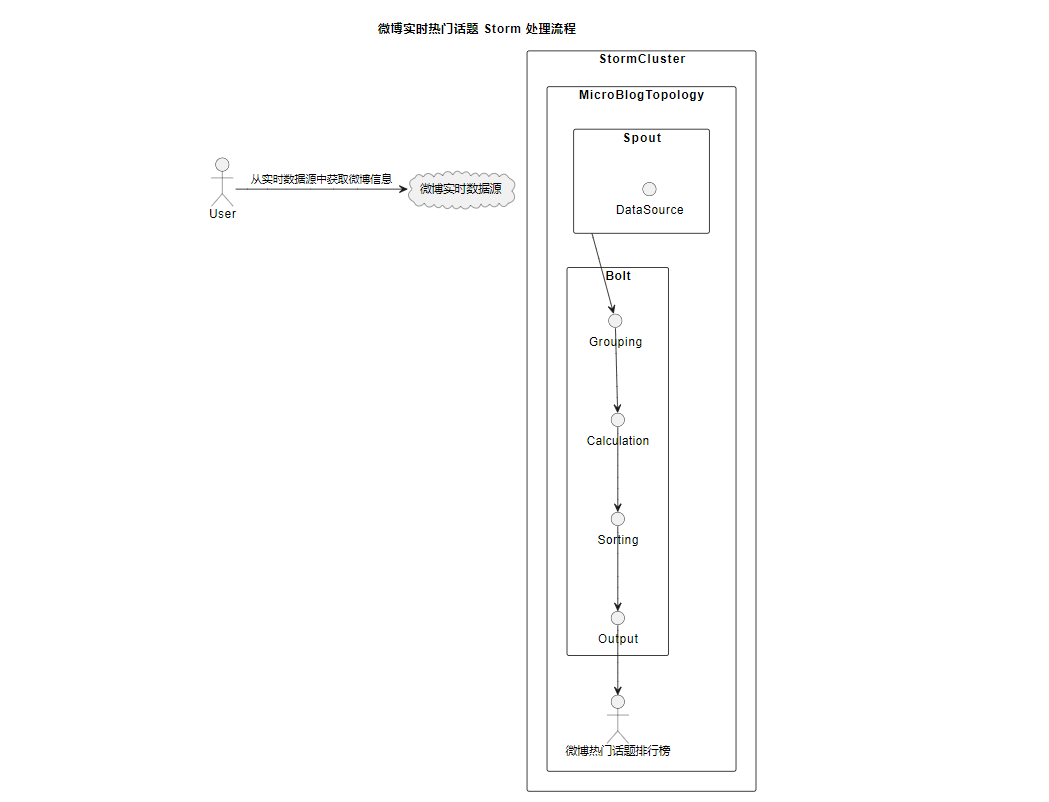 微博实时热门话题 Storm 处理流程
StormCluster
MicroBlogTopology
Spout
从实时数据源中获取微博信息
微博实时数据源
User
DataSource
Bolt
Grouping
Calculation
Sorting
Output
微博热门话题排行榜